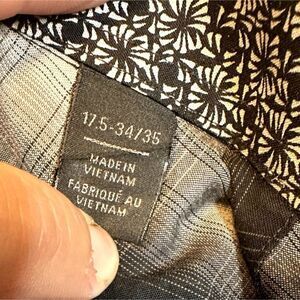 17.5-34/35
MADE IN
VIETNAM
FABRIQUÉ AU
VIETNAM